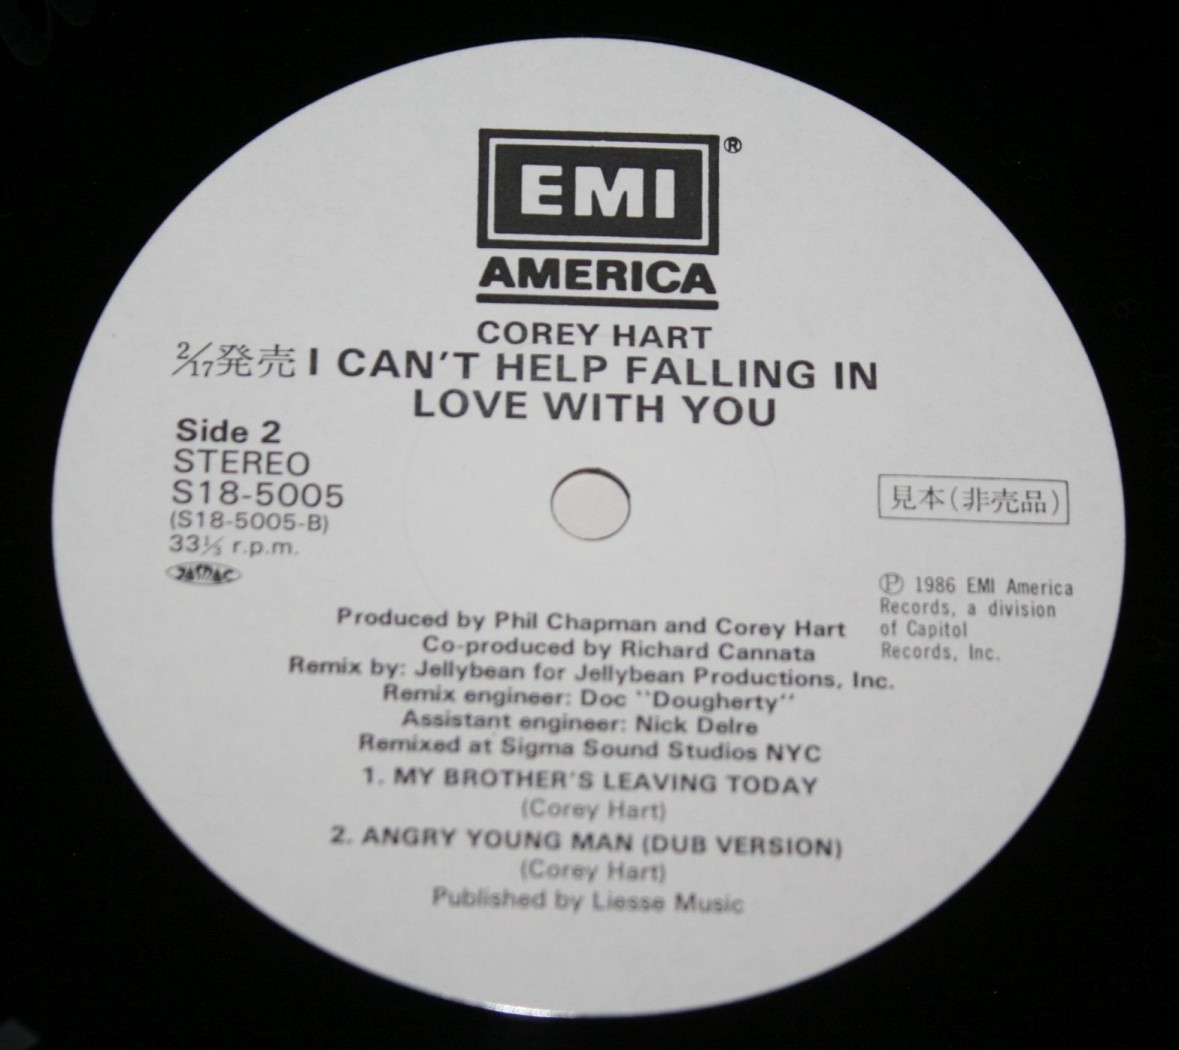 EMI®
AMERICA
COREY HART
2/17発売 I CAN'T HELP FALLING IN
LOVE WITH YOU
Side 2
STEREO
S18-5005
(S18-5005-B)
33⅓ r.p.m.
JASRAC
見本(非売品)
Ⓟ 1986 EMI America
Records, a division
of Capitol
Records, Inc.
Produced by Phil Chapman and Corey Hart
Co-produced by Richard Cannata
Remix by: Jellybean for Jellybean Productions, Inc.
Remix engineer: Doc "Dougherty"
Assistant engineer: Nick Delre
Remixed at Sigma Sound Studios NYC
1. MY BROTHER'S LEAVING TODAY
(Corey Hart)
2. ANGRY YOUNG MAN (DUB VERSION)
(Corey Hart)
Published by Liesse Music